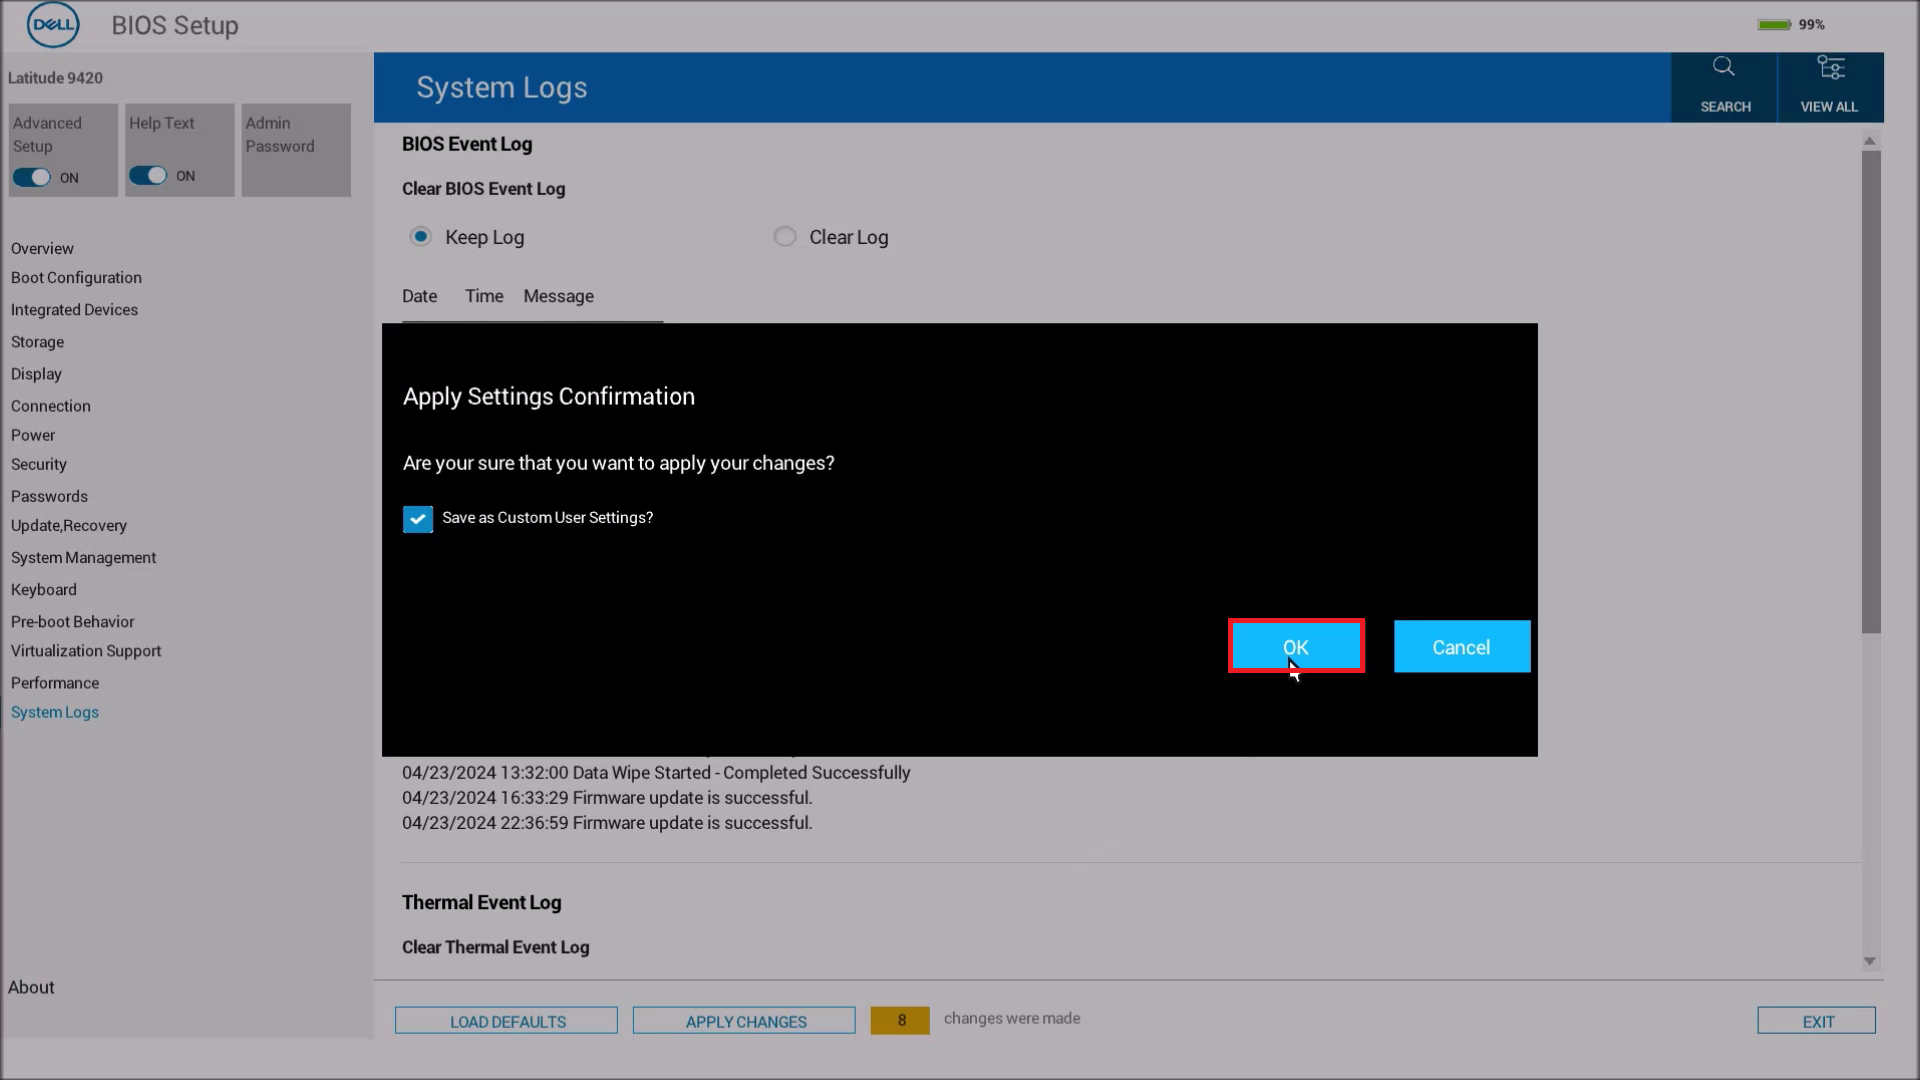 DELL
BIOS Setup
99%
Latitude 9420
Advanced
Setup
ON
Help Text
ON
Admin
Password
System Logs
SEARCH
VIEW ALL
Overview
Boot Configuration
Integrated Devices
Storage
Display
Connection
Power
Security
Passwords
Update,Recovery
System Management
Keyboard
Pre-boot Behavior
Virtualization Support
Performance
System Logs
About
BIOS Event Log
Clear BIOS Event Log
Keep Log
Clear Log
Date Time Message
Apply Settings Confirmation
Are your sure that you want to apply your changes?
Save as Custom User Settings?
OK
Cancel
04/23/2024 13:32:00 Data Wipe Started - Completed Successfully
04/23/2024 16:33:29 Firmware update is successful.
04/23/2024 22:36:59 Firmware update is successful.
Thermal Event Log
Clear Thermal Event Log
LOAD DEFAULTS
APPLY CHANGES
8
changes were made
EXIT